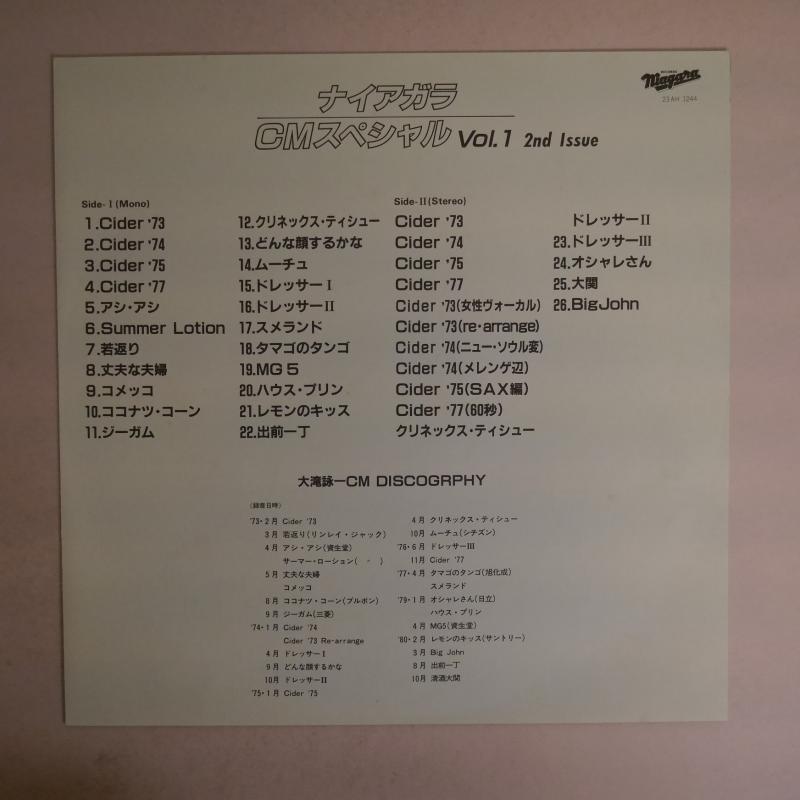 ナイアガラ
CMスペシャル Vol.1 2nd Issue
Niagara
23AH 1244
Side-I (Mono)
1.Cider '73
2.Cider '74
3.Cider '75
4.Cider '77
5.アシ・アシ
6.Summer Lotion
7.若返り
8.丈夫な夫婦
9.コメッコ
10.ココナツ・コーン
11.ジーガム
12.クリネックス・ティシュー
13.どんな顔するかな
14.ムーチュ
15.ドレッサーI
16.ドレッサーII
17.スメランド
18.タマゴのタンゴ
19.MG5
20.ハウス・プリン
21.レモンのキッス
22.出前一丁
Side-II (Stereo)
Cider '73
Cider '74
Cider '75
Cider '77
Cider '73(女性ヴォーカル)
Cider '73(re・arrange)
Cider '74(ニュー・ソウル変)
Cider '74(メレンゲ辺)
Cider '75(SAX編)
Cider '77(60秒)
クリネックス・ティシュー
ドレッサーII
23.ドレッサーIII
24.オシャレさん
25.大関
26.Big John
大滝詠一CM DISCOGRPHY
(録音日時)
'73・2月 Cider '73
3月 若返り(リンレイ・ジャック)
4月 アシ・アシ(資生堂)
サーマー・ローション( 〃 )
5月 丈夫な夫婦
コメッコ
8月 ココナツ・コーン(ブルボン)
9月 ジーガム(三菱)
'74・1月 Cider '74
Cider '73 Re-arrange
4月 ドレッサーI
9月 どんな顔するかな
10月 ドレッサーII
'75・1月 Cider '75
4月 クリネックス・ティシュー
10月 ムーチュ(シチズン)
'76・6月 ドレッサーIII
11月 Cider '77
'77・4月 タマゴのタンゴ(旭化成)
スメランド
'79・1月 オシャレさん(日立)
ハウス・プリン
4月 MG5(資生堂)
'80・2月 レモンのキッス(サントリー)
3月 Big John
8月 出前一丁
10月 清酒大関